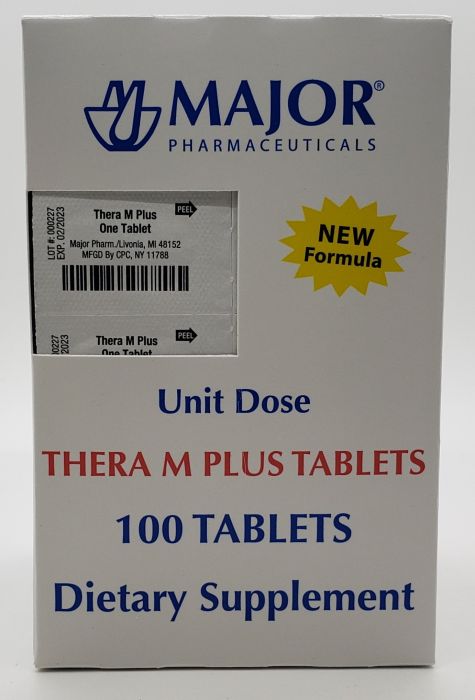 MAJOR®
PHARMACEUTICALS
LOT #: 000227
EXP. 02/2023
Thera M Plus
One Tablet
PEEL
Major Pharm./Livonia, MI 48152
MFGD By CPC, NY 11788
0227
2023
Thera M Plus
One Tablet
PEEL
NEW
Formula
Unit Dose
THERA M PLUS TABLETS
100 TABLETS
Dietary Supplement